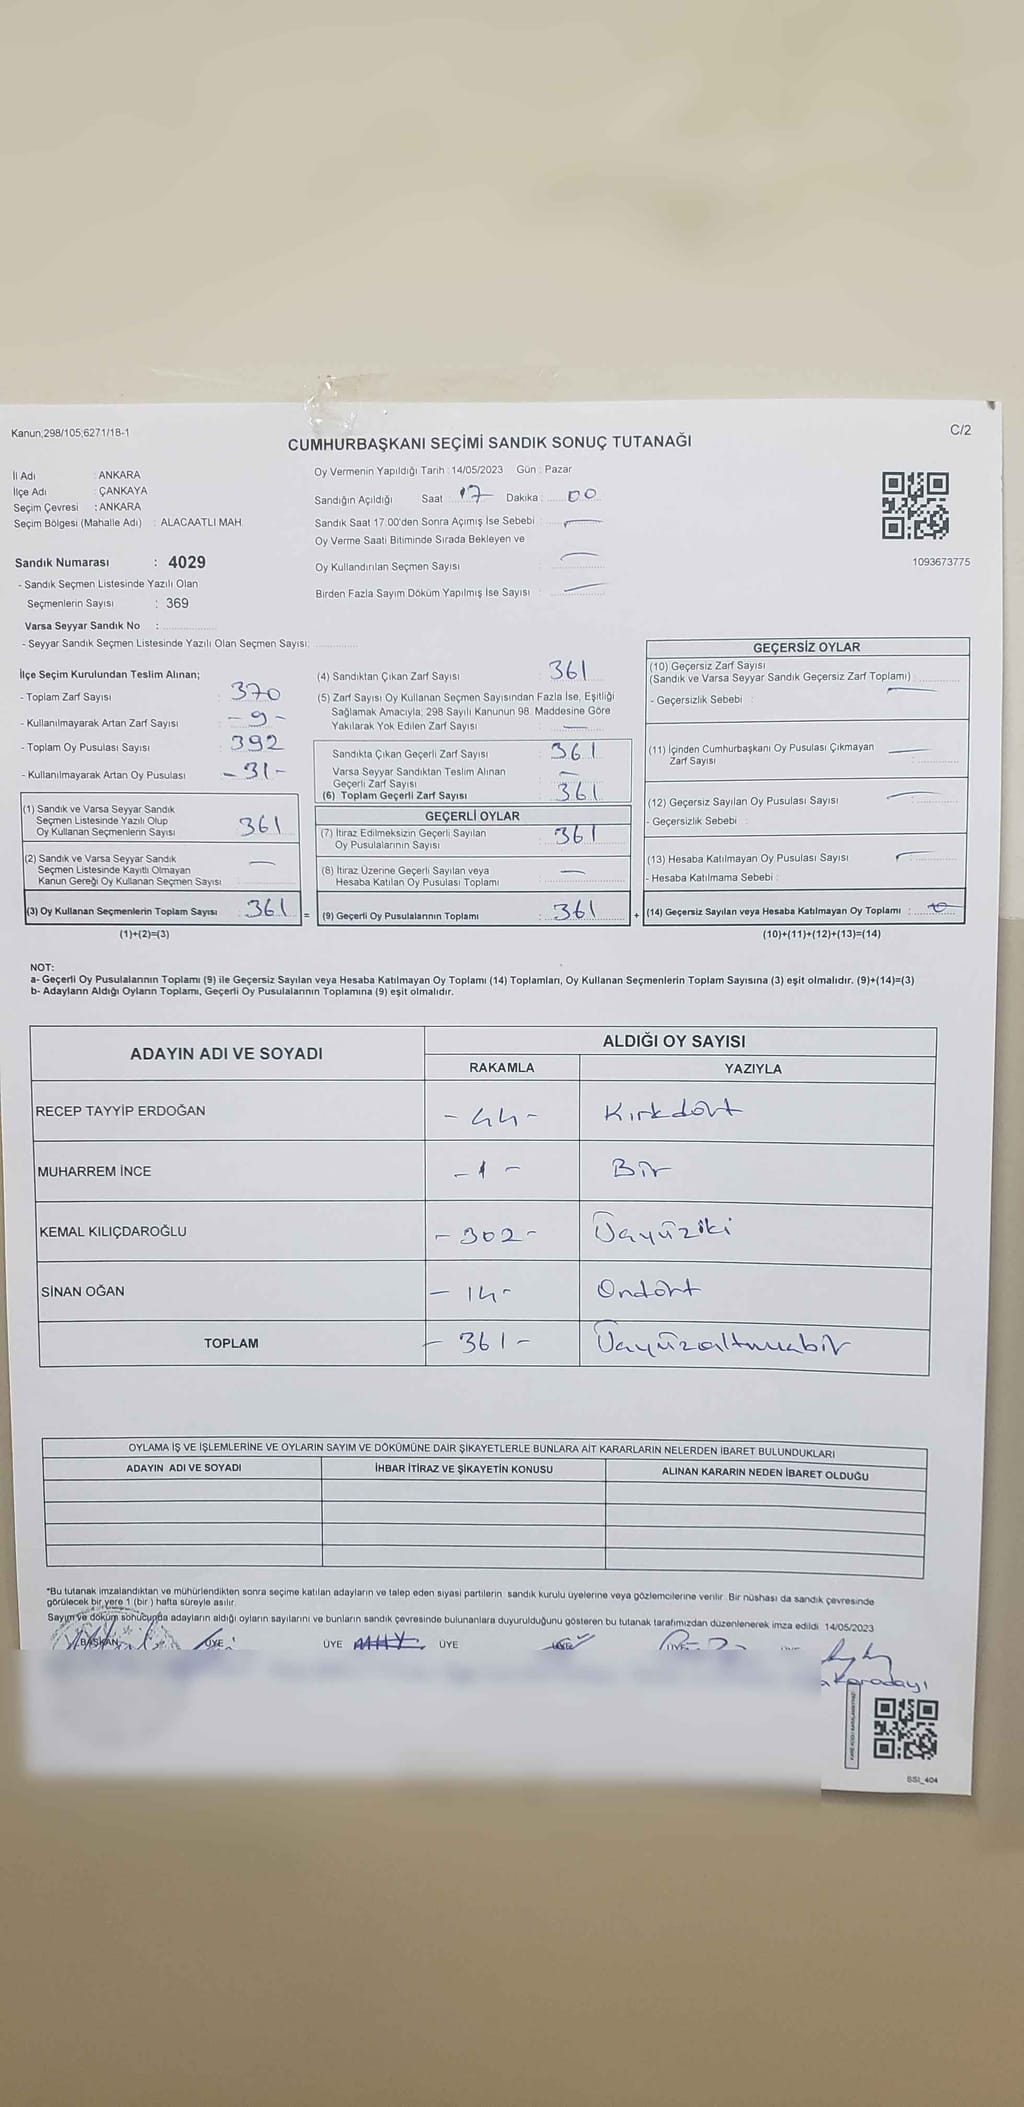 Kanun;298/105;6271/18-1
C/2
CUMHURBAŞKANI SEÇİMİ SANDIK SONUÇ TUTANAĞI
İl Adı : ANKARA
İlçe Adı : ÇANKAYA
Seçim Çevresi : ANKARA
Seçim Bölgesi (Mahalle Adı) : ALACAATLI MAH.
Sandık Numarası : 4029
- Sandık Seçmen Listesinde Yazılı Olan
Seçmenlerin Sayısı : 369
Varsa Seyyar Sandık No :
- Seyyar Sandık Seçmen Listesinde Yazılı Olan Seçmen Sayısı:
Oy Vermenin Yapıldığı Tarih : 14/05/2023 Gün : Pazar
Sandığın Açıldığı Saat : 17 Dakika : 00
Sandık Saat 17:00'den Sonra Açımış İse Sebebi :
Oy Verme Saati Bitiminde Sırada Bekleyen ve
Oy Kullandırılan Seçmen Sayısı :
Birden Fazla Sayım Döküm Yapılmış İse Sayısı :
1093673775
İlçe Seçim Kurulundan Teslim Alınan;
- Toplam Zarf Sayısı : 370
- Kullanılmayarak Artan Zarf Sayısı : - 9 -
- Toplam Oy Pusulası Sayısı : 392
- Kullanılmayarak Artan Oy Pusulası : - 31 -
(1) Sandık ve Varsa Seyyar Sandık
Seçmen Listesinde Yazılı Olup
Oy Kullanan Seçmenlerin Sayısı : 361
(2) Sandık ve Varsa Seyyar Sandık
Seçmen Listesinde Kayıtlı Olmayan
Kanun Gereği Oy Kullanan Seçmen Sayısı : —
(3) Oy Kullanan Seçmenlerin Toplam Sayısı : 361 =
(1)+(2)=(3)
(4) Sandıktan Çıkan Zarf Sayısı : 361
(5) Zarf Sayısı Oy Kullanan Seçmen Sayısından Fazla İse, Eşitliği
Sağlamak Amacıyla; 298 Sayılı Kanunun 98. Maddesine Göre
Yakılarak Yok Edilen Zarf Sayısı : —
Sandıkta Çıkan Geçerli Zarf Sayısı : 361
Varsa Seyyar Sandıktan Teslim Alınan
Geçerli Zarf Sayısı : —
(6) Toplam Geçerli Zarf Sayısı : 361
GEÇERLİ OYLAR
(7) İtiraz Edilmeksizin Geçerli Sayılan
Oy Pusulalarının Sayısı : 361
(8) İtiraz Üzerine Geçerli Sayılan veya
Hesaba Katılan Oy Pusulası Toplamı : —
(9) Geçerli Oy Pusulalarının Toplamı : 361 +
GEÇERSİZ OYLAR
(10) Geçersiz Zarf Sayısı
(Sandık ve Varsa Seyyar Sandık Geçersiz Zarf Toplamı) :
- Geçersizlik Sebebi :
(11) İçinden Cumhurbaşkanı Oy Pusulası Çıkmayan
Zarf Sayısı :
(12) Geçersiz Sayılan Oy Pusulası Sayısı :
- Geçersizlik Sebebi :
(13) Hesaba Katılmayan Oy Pusulası Sayısı :
- Hesaba Katılmama Sebebi :
(14) Geçersiz Sayılan veya Hesaba Katılmayan Oy Toplamı :
(10)+(11)+(12)+(13)=(14)
NOT:
a- Geçerli Oy Pusulalarının Toplamı (9) ile Geçersiz Sayılan veya Hesaba Katılmayan Oy Toplamı (14) Toplamları, Oy Kullanan Seçmenlerin Toplam Sayısına (3) eşit olmalıdır. (9)+(14)=(3)
b- Adayların Aldığı Oyların Toplamı, Geçerli Oy Pusulalarının Toplamına (9) eşit olmalıdır.
ADAYIN ADI VE SOYADI ALDIĞI OY SAYISI
RAKAMLA YAZIYLA
RECEP TAYYİP ERDOĞAN - 44 - Kırkdört
MUHARREM İNCE - 1 - Bir
KEMAL KILIÇDAROĞLU - 302 - Üçyüziki
SİNAN OĞAN - 14 - Ondört
TOPLAM - 361 - Üçyüzaltmışbir
OYLAMA İŞ VE İŞLEMLERİNE VE OYLARIN SAYIM VE DÖKÜMÜNE DAİR ŞİKAYETLERLE BUNLARA AİT KARARLARIN NELERDEN İBARET BULUNDUKLARI
ADAYIN ADI VE SOYADI İHBAR İTİRAZ VE ŞİKAYETİN KONUSU ALINAN KARARIN NEDEN İBARET OLDUĞU
*Bu tutanak imzalandıktan ve mühürlendikten sonra seçime katılan adayların ve talep eden siyasi partilerin sandık kurulu üyelerine veya gözlemcilerine verilir. Bir nüshası da sandık çevresinde
görülecek bir yere 1 (bir ) hafta süreyle asılır.
Sayım ve döküm sonucunda adayların aldığı oyların sayılarını ve bunların sandık çevresinde bulunanlara duyurulduğunu gösteren bu tutanak tarafımızdan düzenlenerek imza edildi. 14/05/2023
BAŞKAN ÜYE ÜYE ÜYE ÜYE ÜYE
Karadayı
BSI_404